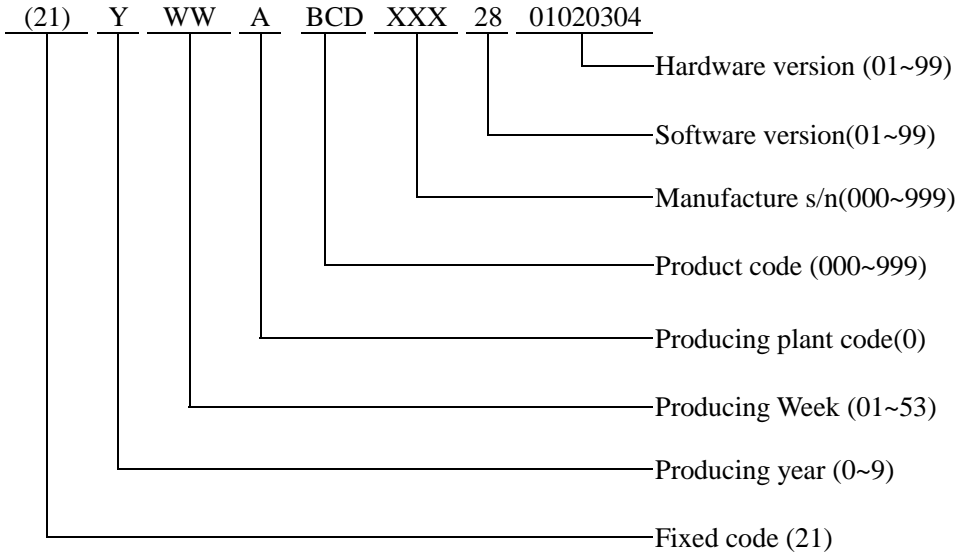 (21) Y WW A BCD XXX 28 01020304
Hardware version (01~99)
Software version(01~99)
Manufacture s/n(000~999)
Product code (000~999)
Producing plant code(0)
Producing Week (01~53)
Producing year (0~9)
Fixed code (21)